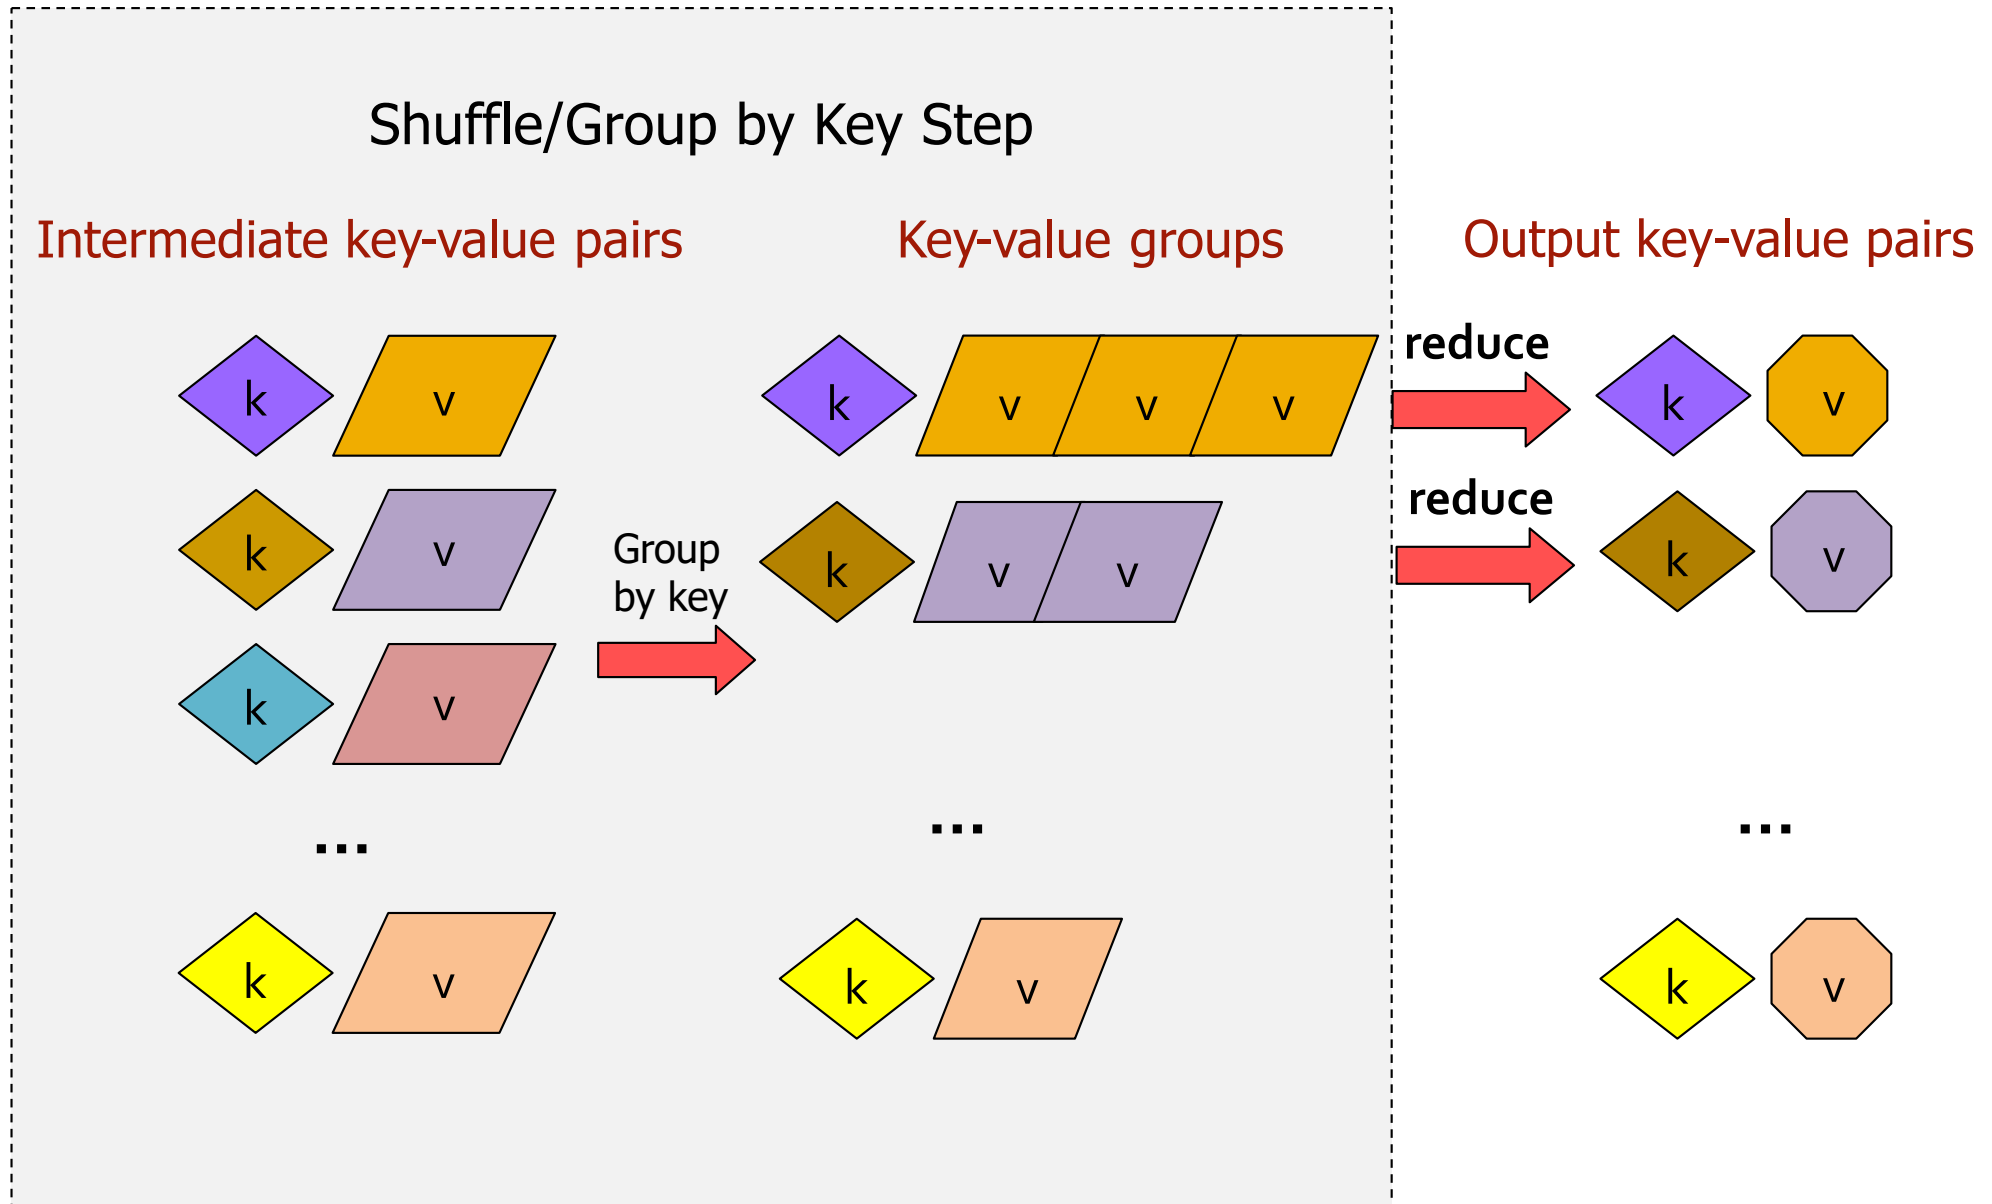 Shuffle/Group by Key Step
Intermediate key-value pairs
Key-value groups
Output key-value pairs
k v
k v v v
reduce
k v
k v
Group
by key
k v v
reduce
k v
k v
...
...
...
k v
k v
k v